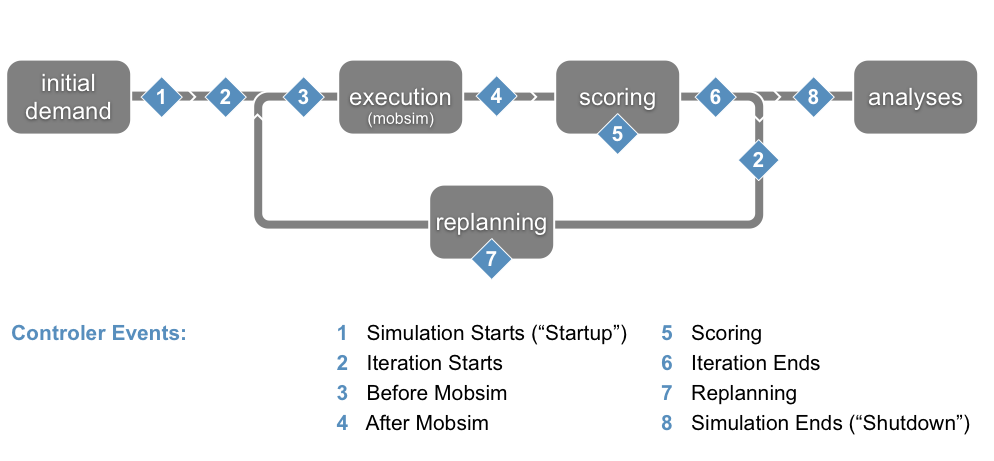 initial
demand
1
2
3
execution
(mobsim)
4
scoring
5
6
8
analyses
2
replanning
7
Controler Events:
1 Simulation Starts (“Startup”)
2 Iteration Starts
3 Before Mobsim
4 After Mobsim
5 Scoring
6 Iteration Ends
7 Replanning
8 Simulation Ends (“Shutdown”)